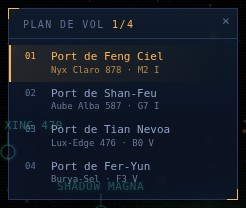 PLAN DE VOL 1/4 ×
01 Port de Feng Ciel
Nyx Claro 878 · M2 I
02 Port de Shan-Feu
Aube Alba 587 · G7 I
XING 479
03 Port de Tian Nevoa
Lux-Edge 476 · B0 V
04 Port de Fer-Yun
Burya-Sel · F3 V
SHADOW MAGNA